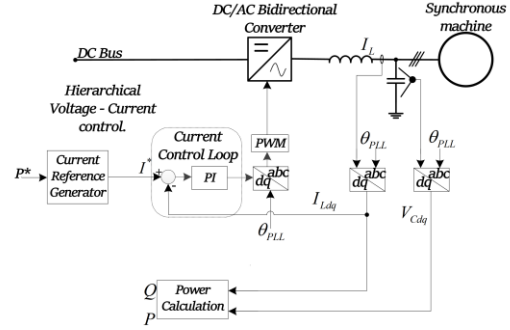 DC/AC Bidirectional
Converter
Synchronous
machine
DC Bus
I_L
Hierarchical
Voltage - Current
control.
Current
Control Loop
PWM
θ_PLL
θ_PLL
P*
Current
Reference
Generator
I*
+
-
PI
abc
dq
abc
dq
abc
dq
θ_PLL
I_Ldq
V_Cdq
Q
P
Power
Calculation